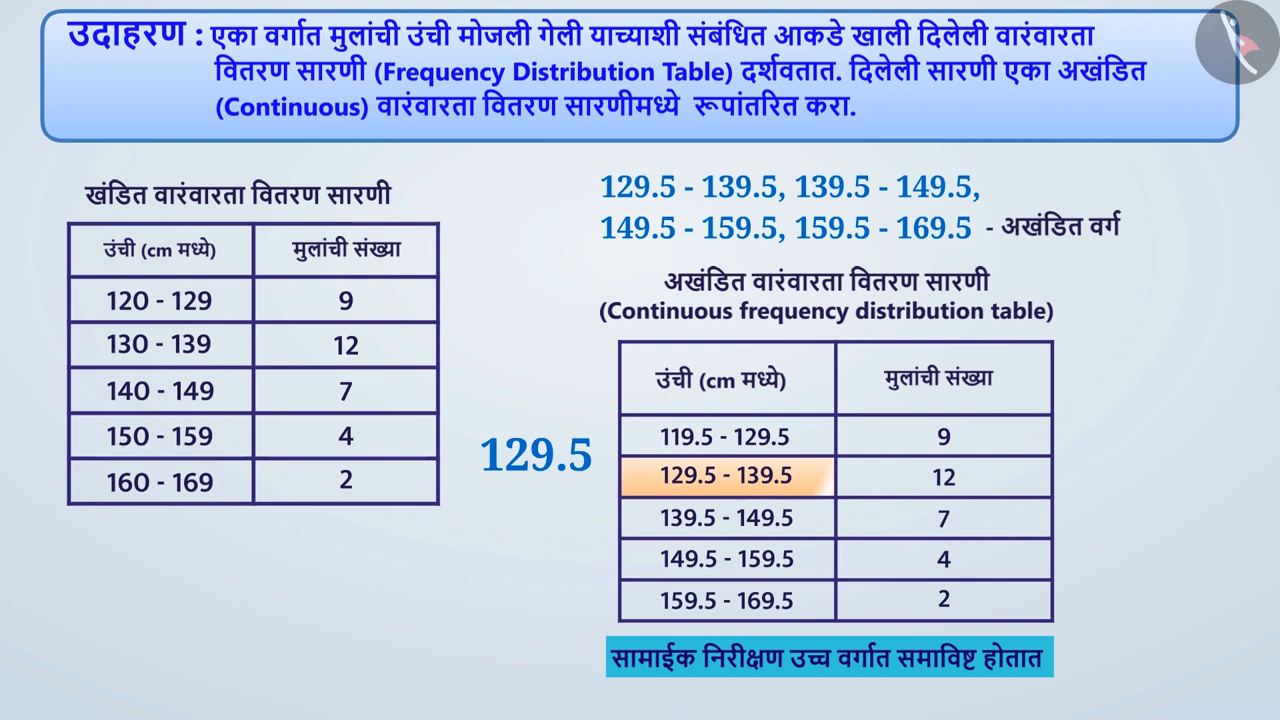 उदाहरण : एका वर्गात मुलांची उंची मोजली गेली याच्याशी संबंधित आकडे खाली दिलेली वारंवारता
वितरण सारणी (Frequency Distribution Table) दर्शवतात. दिलेली सारणी एका अखंडित
(Continuous) वारंवारता वितरण सारणीमध्ये रूपांतरित करा.
खंडित वारंवारता वितरण सारणी
उंची (cm मध्ये) मुलांची संख्या
120 - 129 9
130 - 139 12
140 - 149 7
150 - 159 4
160 - 169 2
129.5 - 139.5, 139.5 - 149.5,
149.5 - 159.5, 159.5 - 169.5 - अखंडित वर्ग
अखंडित वारंवारता वितरण सारणी
(Continuous frequency distribution table)
उंची (cm मध्ये) मुलांची संख्या
119.5 - 129.5 9
129.5
129.5 - 139.5 12
139.5 - 149.5 7
149.5 - 159.5 4
159.5 - 169.5 2
सामाईक निरीक्षण उच्च वर्गात समाविष्ट होतात